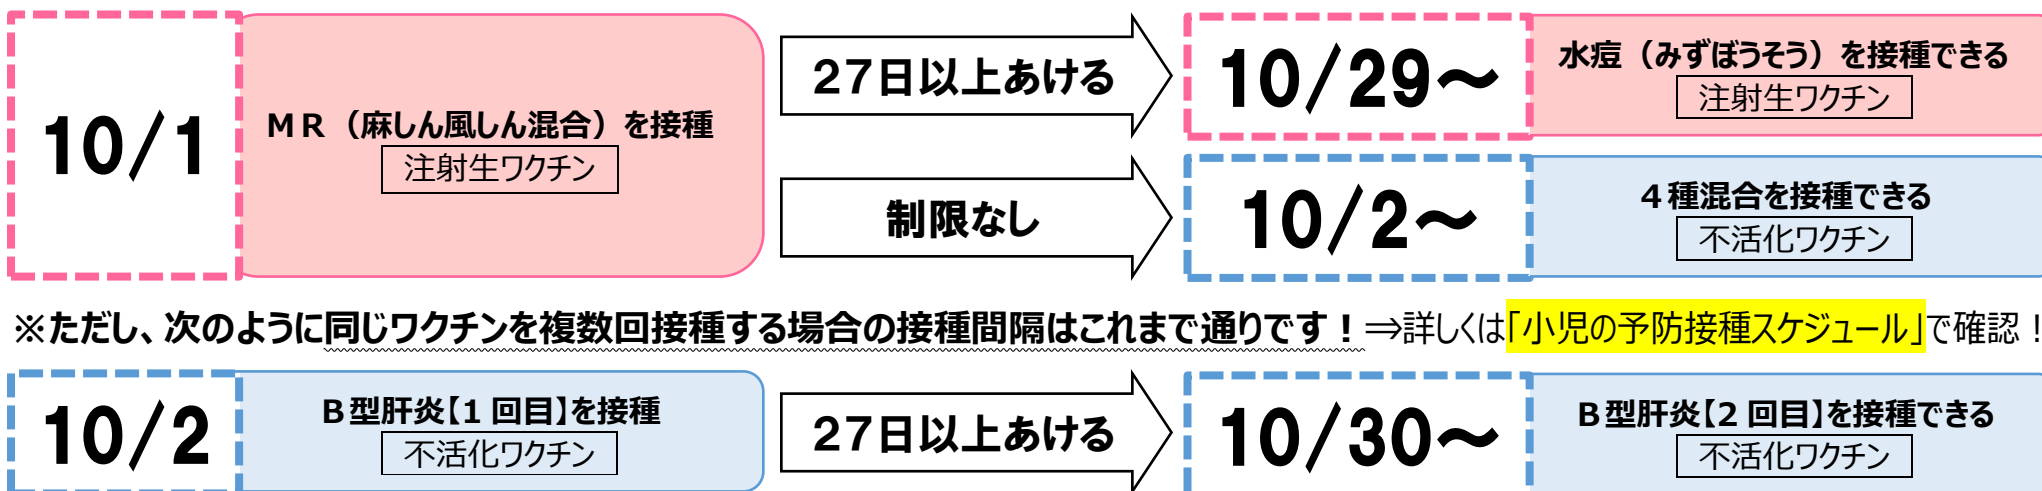 10/1
MR（麻しん風しん混合）を接種
注射生ワクチン
27日以上あける
10/29～
水痘（みずぼうそう）を接種できる
注射生ワクチン
制限なし
10/2～
4種混合を接種できる
不活化ワクチン
※ただし、次のように同じワクチンを複数回接種する場合の接種間隔はこれまで通りです！⇒詳しくは「小児の予防接種スケジュール」で確認！
10/2
B型肝炎【1回目】を接種
不活化ワクチン
27日以上あける
10/30～
B型肝炎【2回目】を接種できる
不活化ワクチン